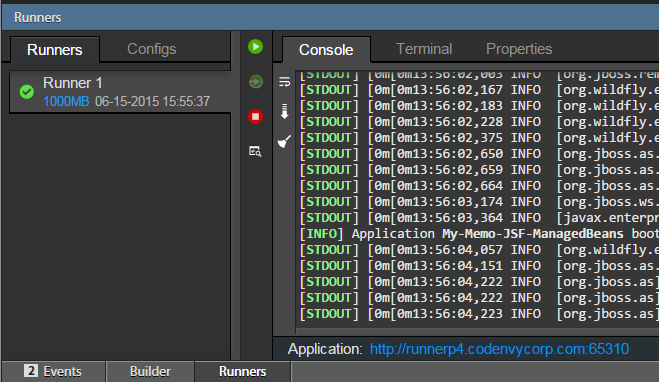 Runners
Runners Configs
Runner 1
1000MB 06-15-2015 15:55:37
Console Terminal Properties
[STDOUT] [0m[0m13:56:02,003 INFO [org.jboss.rem
[STDOUT] [0m[0m13:56:02,167 INFO [org.wildfly.e
[STDOUT] [0m[0m13:56:02,183 INFO [org.wildfly.e
[STDOUT] [0m[0m13:56:02,228 INFO [org.wildfly.e
[STDOUT] [0m[0m13:56:02,375 INFO [org.wildfly.e
[STDOUT] [0m[0m13:56:02,650 INFO [org.jboss.as.
[STDOUT] [0m[0m13:56:02,659 INFO [org.jboss.as.
[STDOUT] [0m[0m13:56:02,664 INFO [org.jboss.as.
[STDOUT] [0m[0m13:56:03,174 INFO [org.jboss.ws.
[STDOUT] [0m[0m13:56:03,364 INFO [javax.enterpr
[INFO] Application My-Memo-JSF-ManagedBeans boot
[STDOUT] [0m[0m13:56:04,057 INFO [org.wildfly.e
[STDOUT] [0m[0m13:56:04,151 INFO [org.jboss.as.
[STDOUT] [0m[0m13:56:04,222 INFO [org.jboss.as]
[STDOUT] [0m[0m13:56:04,222 INFO [org.jboss.as]
[STDOUT] [0m[0m13:56:04,223 INFO [org.jboss.as]
Application: http://runnerp4.codenvycorp.com:65310
2 Events Builder Runners